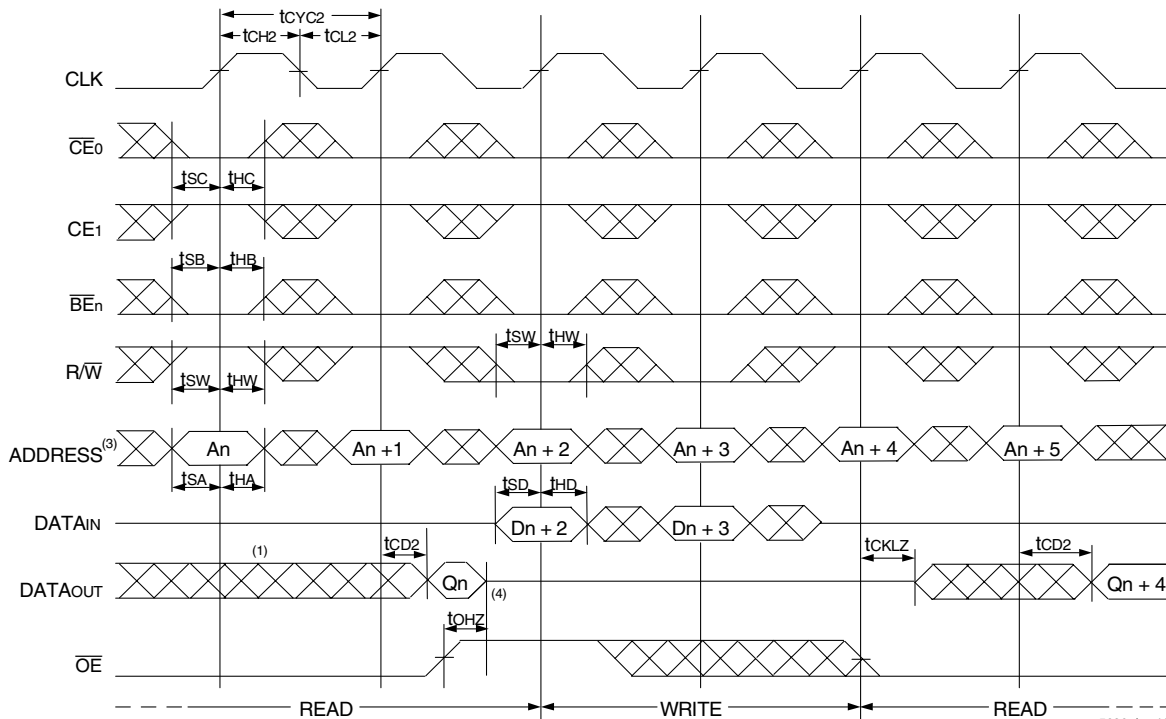 tCYC2
tCH2 tCL2
CLK
CE0
tSC tHC
CE1
tSB tHB
BEn
tSW tHW
R/W
tSW tHW
ADDRESS(3) An An +1 An + 2 An + 3 An + 4 An + 5
tSA tHA tSD tHD
DATAIN Dn + 2 Dn + 3
(1) tCD2 tCKLZ tCD2
DATAOUT Qn (4) Qn + 4
tOHZ
OE
READ WRITE READ